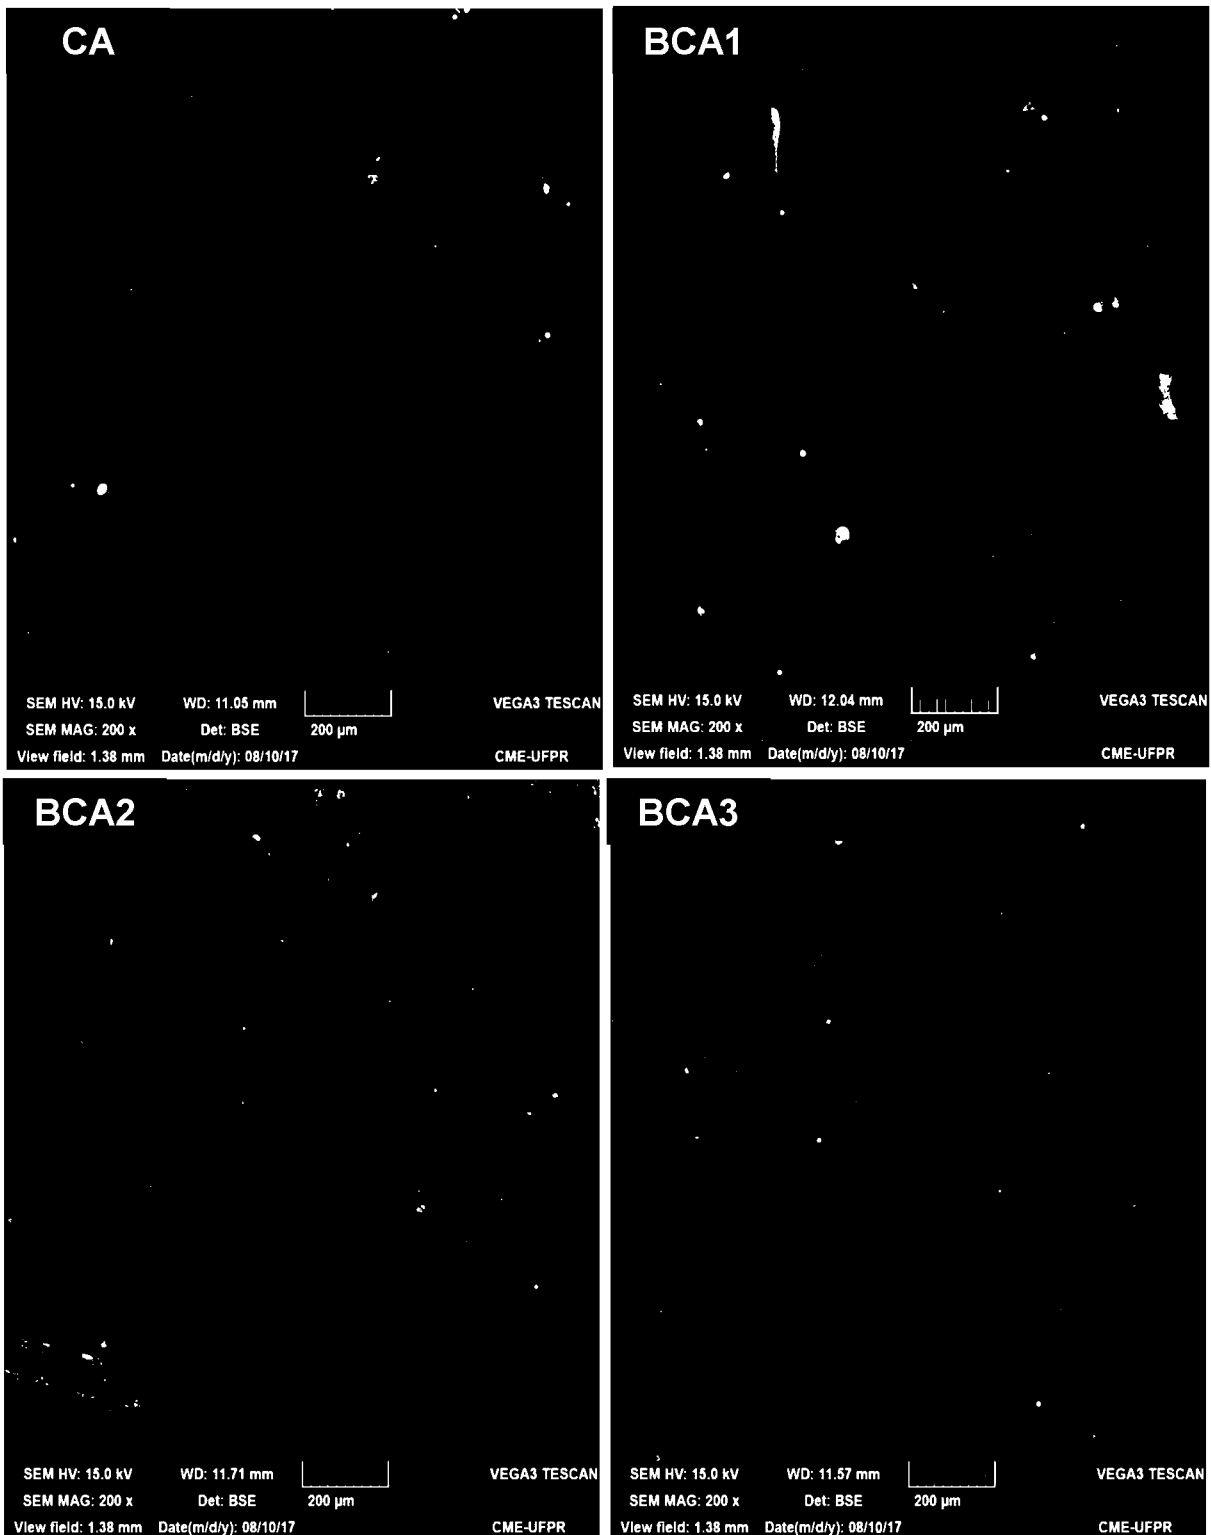 CA
SEM HV: 15.0 kV WD: 11.05 mm VEGA3 TESCAN
SEM MAG: 200 x Det: BSE 200 µm
View field: 1.38 mm Date(m/d/y): 08/10/17 CME-UFPR
BCA1
SEM HV: 15.0 kV WD: 12.04 mm VEGA3 TESCAN
SEM MAG: 200 x Det: BSE 200 µm
View field: 1.38 mm Date(m/d/y): 08/10/17 CME-UFPR
BCA2
SEM HV: 15.0 kV WD: 11.71 mm VEGA3 TESCAN
SEM MAG: 200 x Det: BSE 200 µm
View field: 1.38 mm Date(m/d/y): 08/10/17 CME-UFPR
BCA3
SEM HV: 15.0 kV WD: 11.57 mm VEGA3 TESCAN
SEM MAG: 200 x Det: BSE 200 µm
View field: 1.38 mm Date(m/d/y): 08/10/17 CME-UFPR